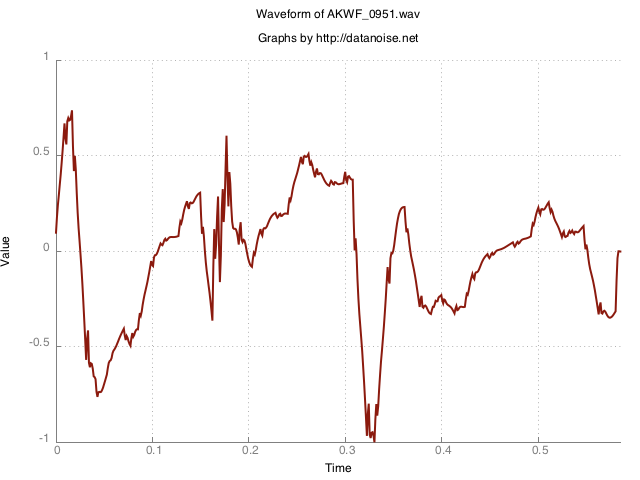 Waveform of AKWF_0951.wav
Graphs by http://datanoise.net
1
0.5
0
-0.5
-1
Value
0 0.1 0.2 0.3 0.4 0.5
Time